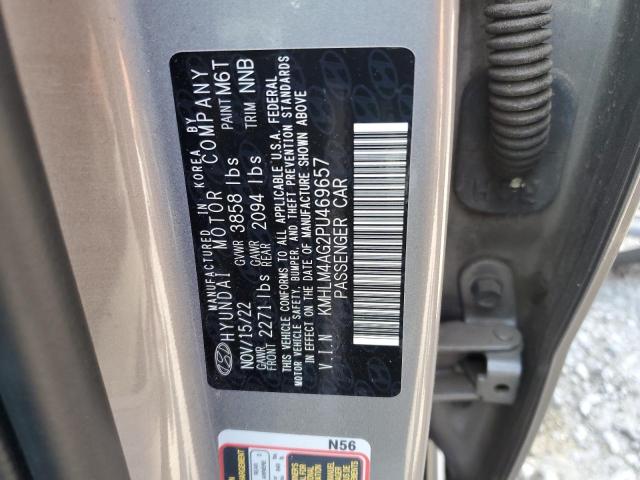 MANUFACTURED IN KOREA BY
HYUNDAI MOTOR COMPANY
NOV/15/22 GVWR 3858 lbs PAINT M6T
GAWR FRONT 2271 lbs GAWR REAR 2094 lbs TRIM NNB
THIS VEHICLE CONFORMS TO ALL APPLICABLE U.S.A. FEDERAL
MOTOR VEHICLE SAFETY, BUMPER, AND THEFT PREVENTION STANDARDS
IN EFFECT ON THE DATE OF MANUFACTURE SHOWN ABOVE
V.I.N KMHLM4AG2PU469657
PASSENGER CAR
N56